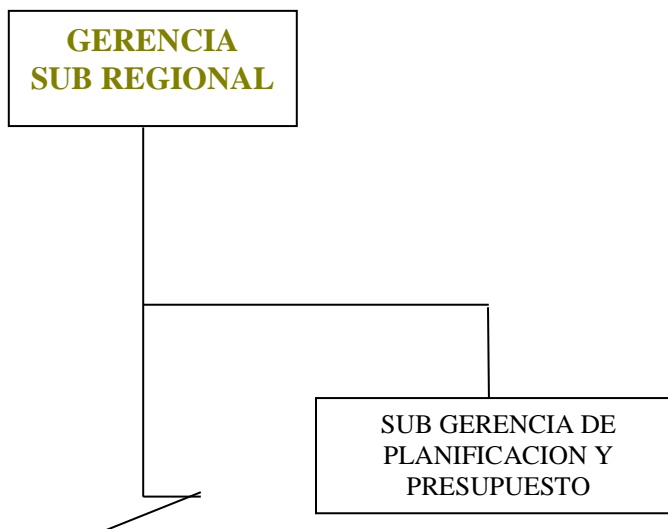 GERENCIA
SUB REGIONAL
SUB GERENCIA DE
PLANIFICACION Y
PRESUPUESTO